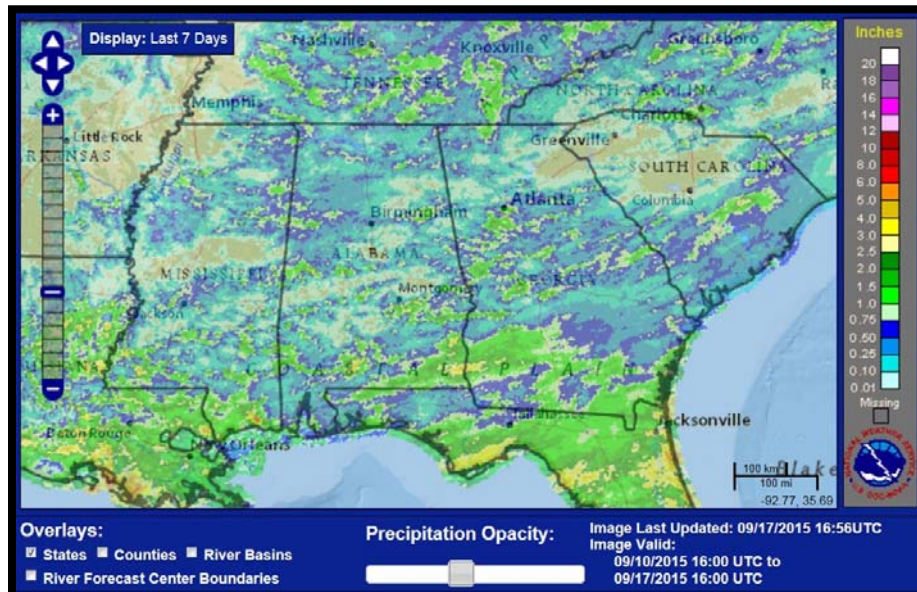 Display: Last 7 Days
Nashville
Knoxville
Greensboro
TENNESSEE
NORTH CAROLINA
Memphis
Charlotte
Little Rock
Greenville
ARKANSAS
SOUTH CAROLINA
Columbia
Atlanta
Birmingham
ALABAMA
MISSISSIPPI
GEORGIA
Montgomery
Jackson
COASTAL PLAIN
Tallahassee
Jacksonville
Baton Rouge
New Orleans
Blake
100 km
100 mi
-92.77, 35.69
Inches
20
18
16
14
12
10
8.0
6.0
5.0
4.0
3.0
2.5
2.0
1.5
1.0
0.75
0.50
0.25
0.10
0.01
Missing
NATIONAL WEATHER SERVICE
Overlays:
States Counties River Basins
River Forecast Center Boundaries
Precipitation Opacity:
Image Last Updated: 09/17/2015 16:56UTC
Image Valid:
09/10/2015 16:00 UTC to
09/17/2015 16:00 UTC